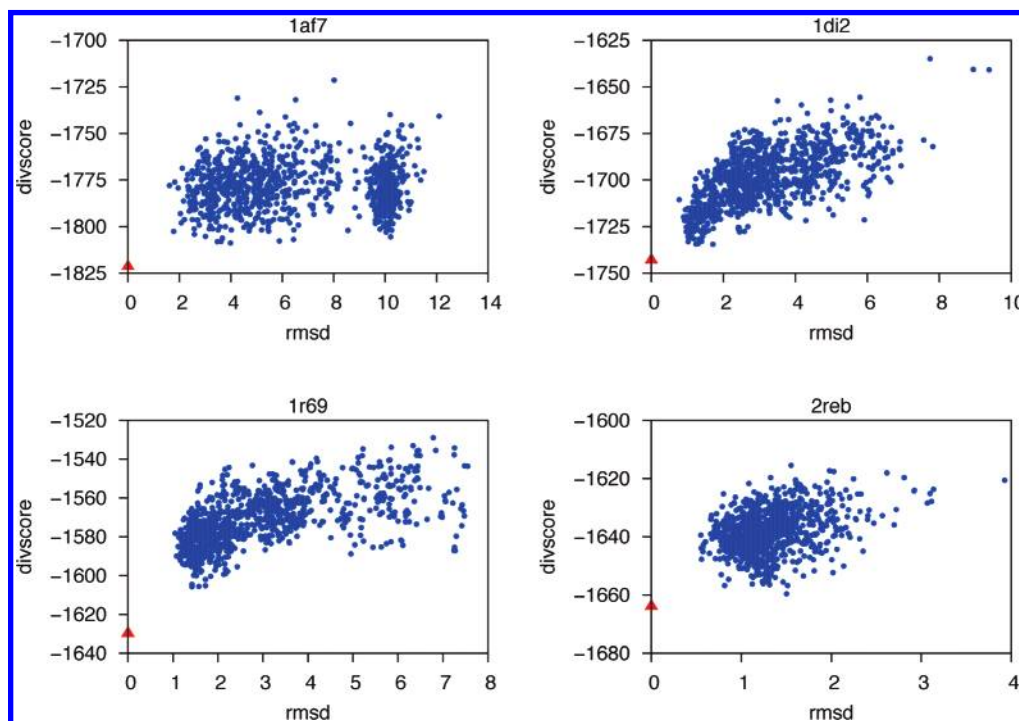 1af7
−1700
−1725
−1750
−1775
−1800
−1825
divscore
0 2 4 6 8 10 12 14
rmsd
1di2
−1625
−1650
−1675
−1700
−1725
−1750
divscore
0 2 4 6 8 10
rmsd
1r69
−1520
−1540
−1560
−1580
−1600
−1620
−1640
divscore
0 1 2 3 4 5 6 7 8
rmsd
2reb
−1600
−1620
−1640
−1660
−1680
divscore
0 1 2 3 4
rmsd